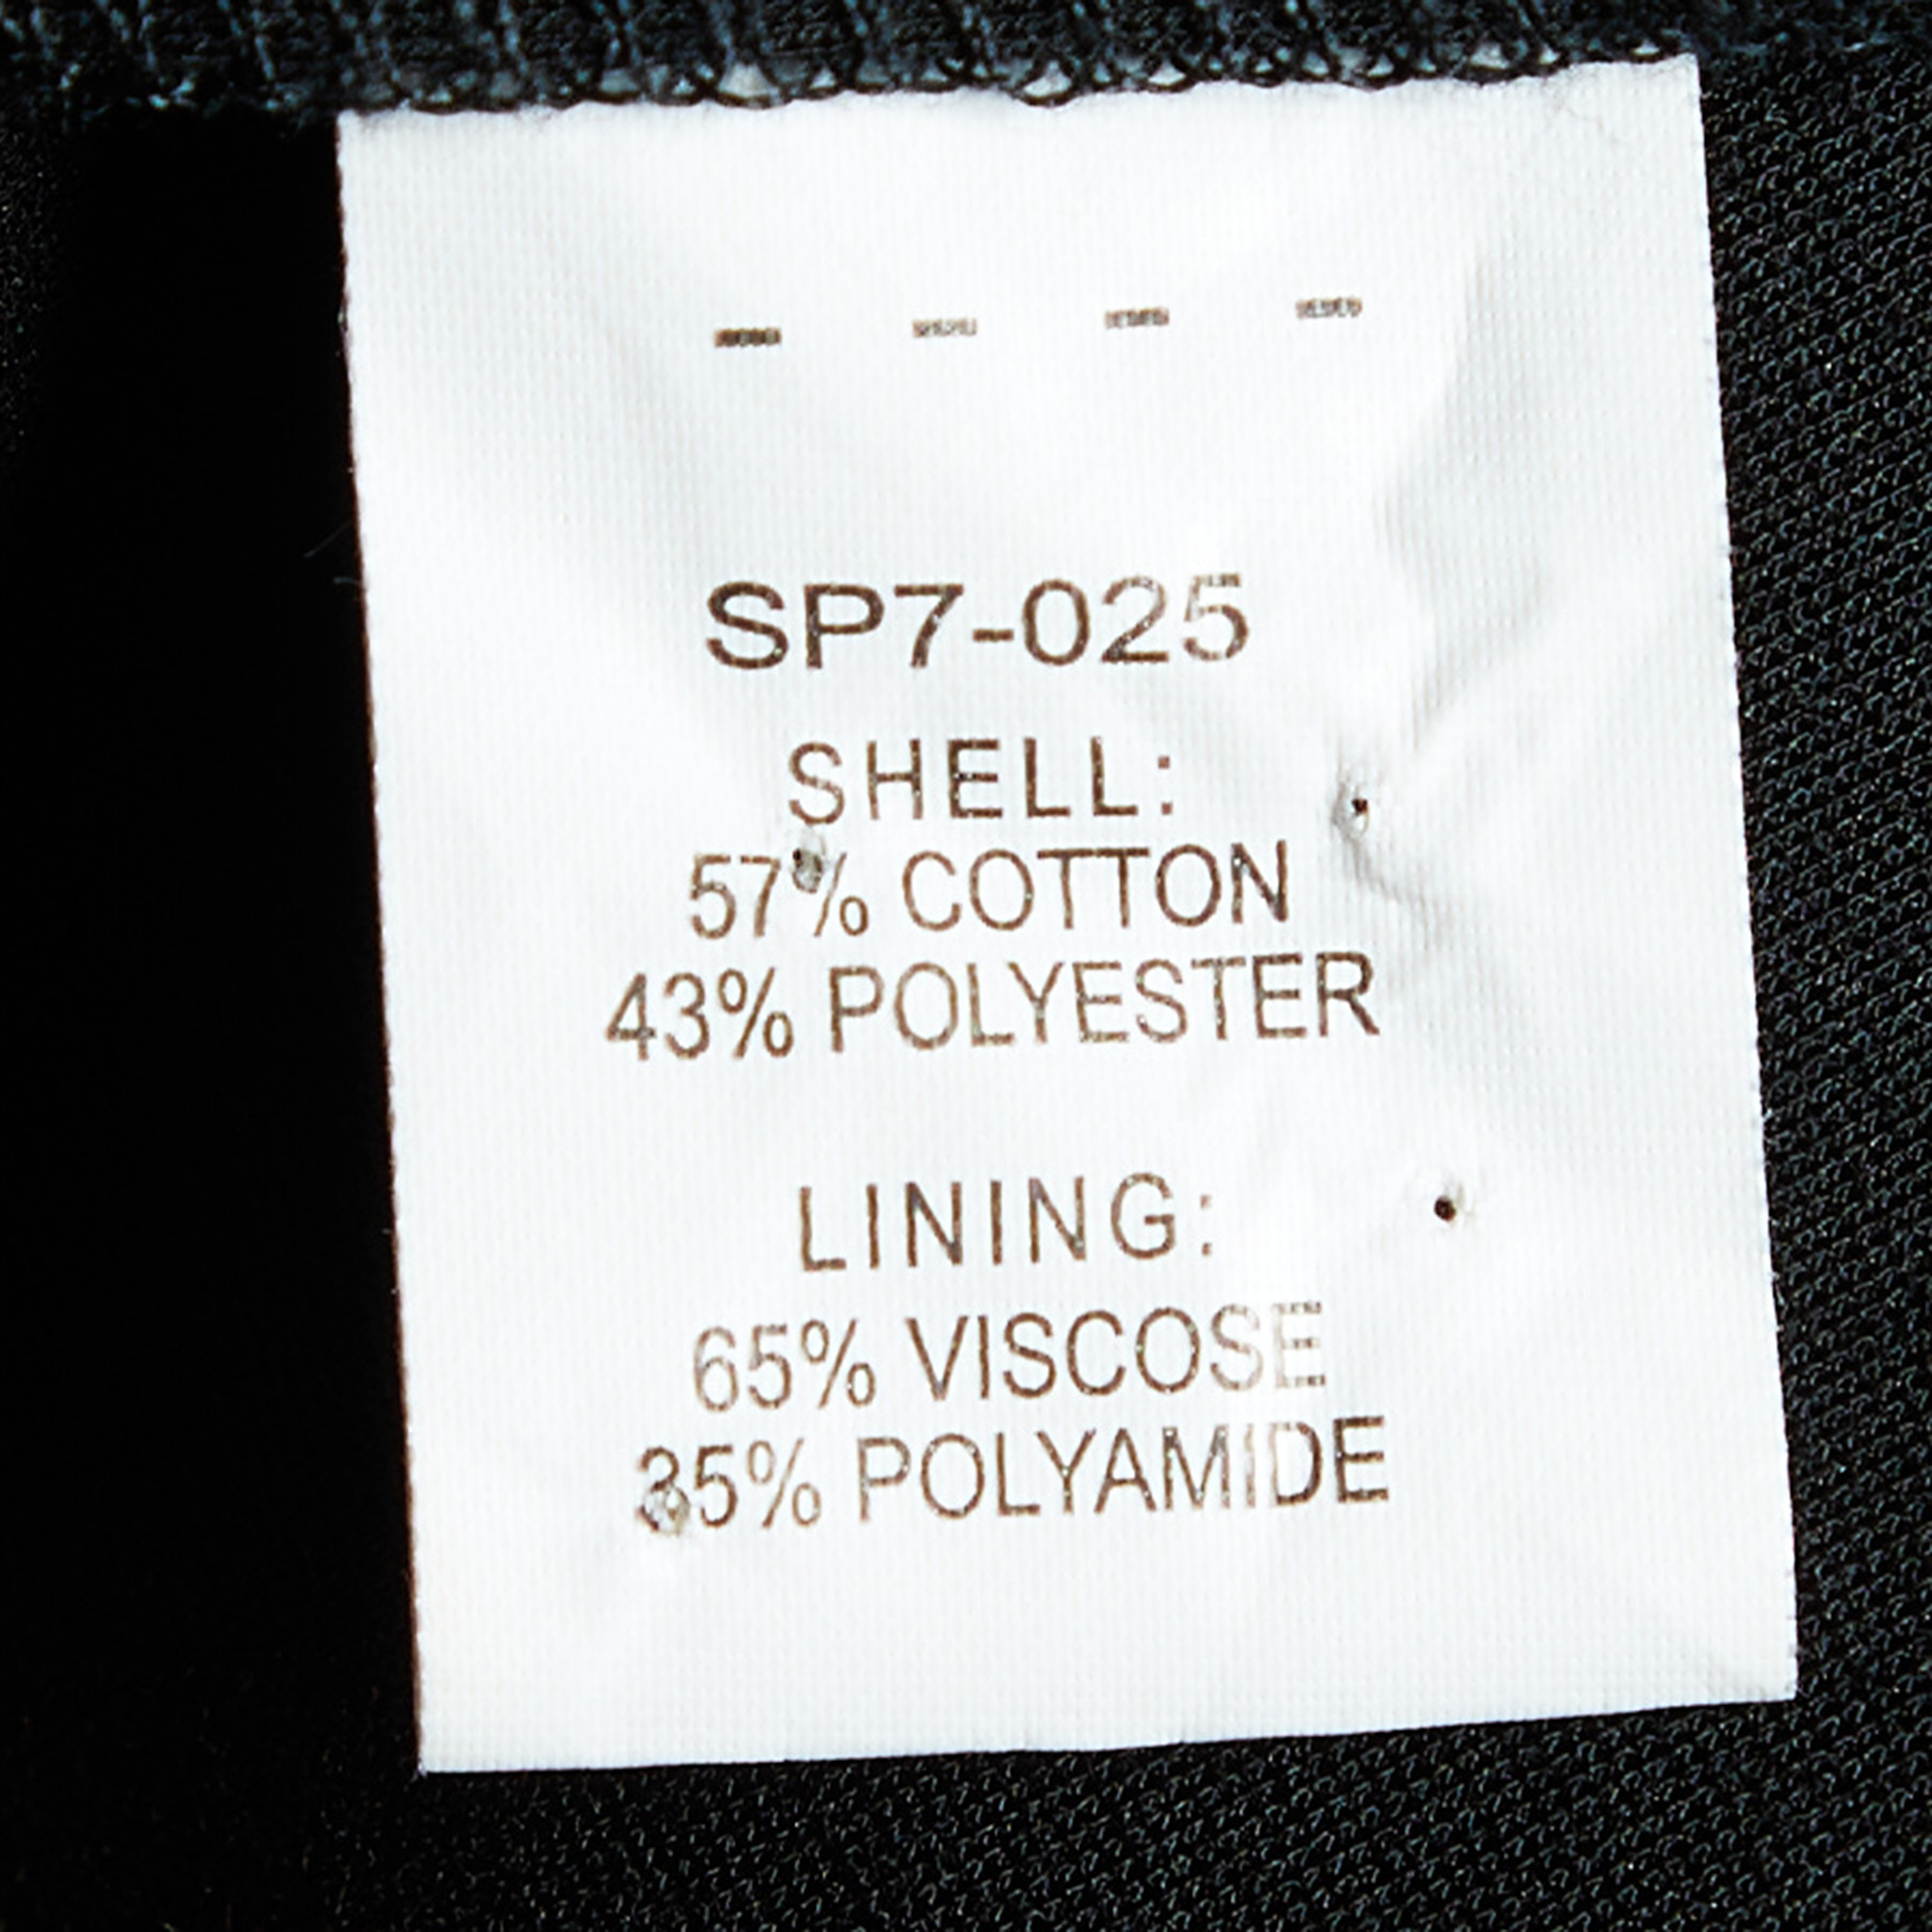 - - - -
SP7-025
SHELL:
57% COTTON
43% POLYESTER
LINING:
65% VISCOSE
35% POLYAMIDE